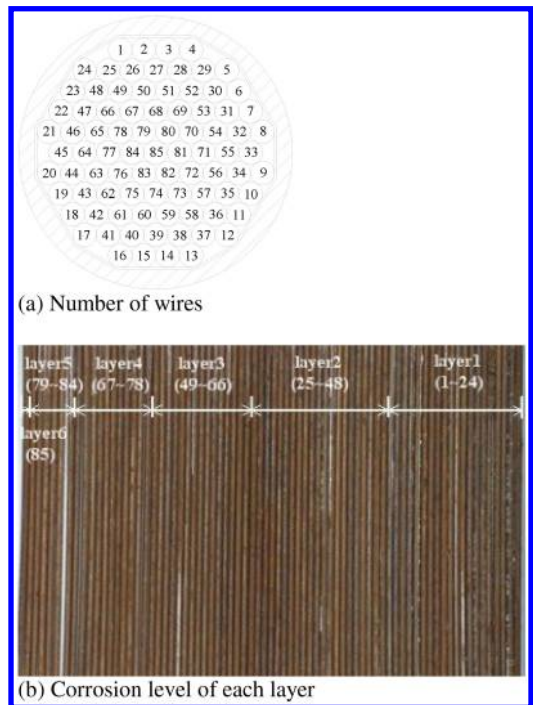 1 2 3 4
24 25 26 27 28 29 5
23 48 49 50 51 52 30 6
22 47 66 67 68 69 53 31 7
21 46 65 78 79 80 70 54 32 8
45 64 77 84 85 81 71 55 33
20 44 63 76 83 82 72 56 34 9
19 43 62 75 74 73 57 35 10
18 42 61 60 59 58 36 11
17 41 40 39 38 37 12
16 15 14 13
(a) Number of wires
layer5 layer4 layer3 layer2 layer1
(79~84) (67~78) (49~66) (25~48) (1~24)
layer6
(85)
(b) Corrosion level of each layer